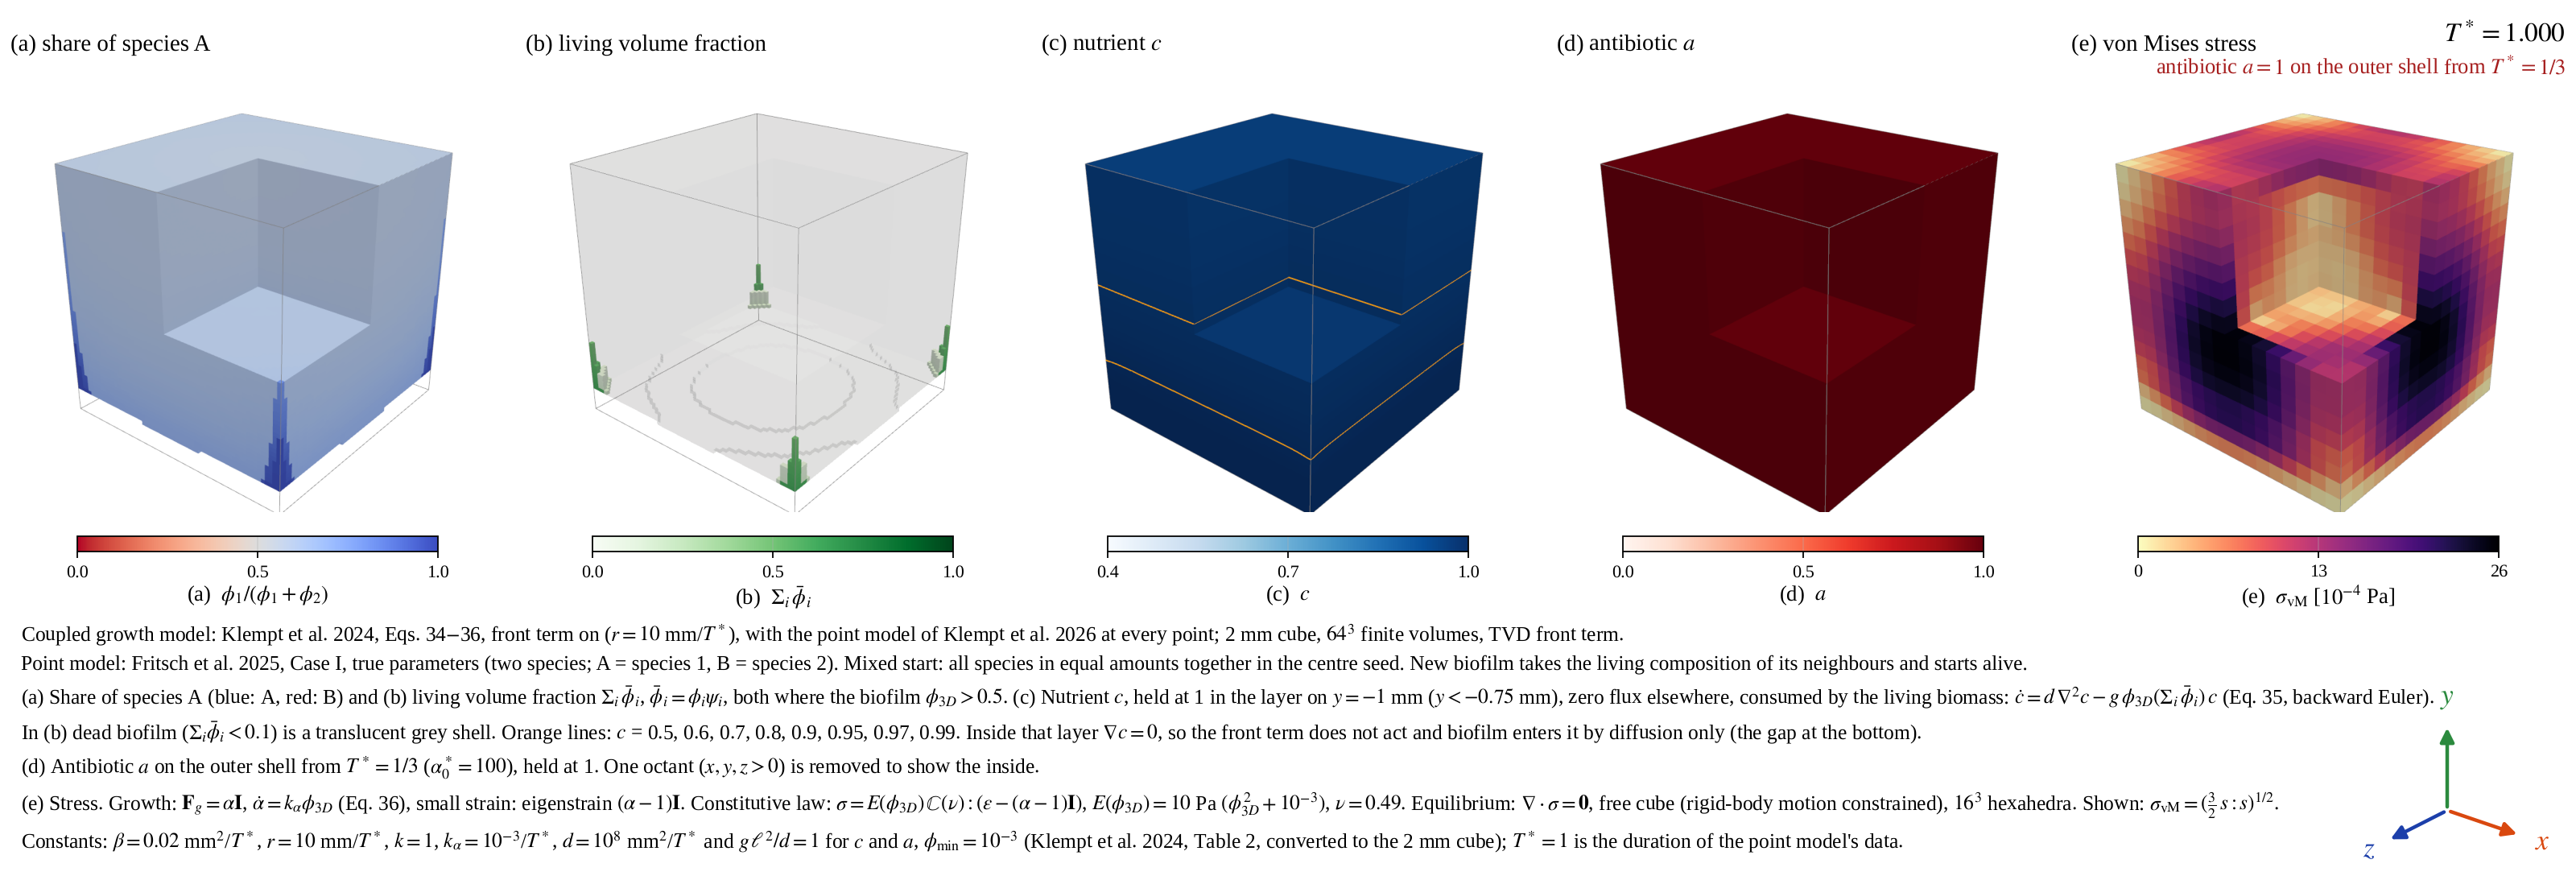 (a) share of species A
(b) living volume fraction
(c) nutrient c
(d) antibiotic a
(e) von Mises stress
T* = 1.000
antibiotic a = 1 on the outer shell from T* = 1/3
0.0 0.5 1.0
(a) ϕ₁/(ϕ₁ + ϕ₂)
0.0 0.5 1.0
(b) Σᵢ ϕ̄ᵢ
0.4 0.7 1.0
(c) c
0.0 0.5 1.0
(d) a
0 13 26
(e) σ_vM [10⁻⁴ Pa]
Coupled growth model: Klempt et al. 2024, Eqs. 34−36, front term on (r = 10 mm/T*), with the point model of Klempt et al. 2026 at every point; 2 mm cube, 64³ finite volumes, TVD front term.
Point model: Fritsch et al. 2025, Case I, true parameters (two species; A = species 1, B = species 2). Mixed start: all species in equal amounts together in the centre seed. New biofilm takes the living composition of its neighbours and starts alive.
(a) Share of species A (blue: A, red: B) and (b) living volume fraction Σᵢ ϕ̄ᵢ, ϕ̄ᵢ = ϕᵢψᵢ, both where the biofilm ϕ_3D > 0.5. (c) Nutrient c, held at 1 in the layer on y = −1 mm (y < −0.75 mm), zero flux elsewhere, consumed by the living biomass: ċ = d ∇²c − g ϕ_3D(Σᵢ ϕ̄ᵢ) c (Eq. 35, backward Euler).
In (b) dead biofilm (Σᵢϕ̄ᵢ < 0.1) is a translucent grey shell. Orange lines: c = 0.5, 0.6, 0.7, 0.8, 0.9, 0.95, 0.97, 0.99. Inside that layer ∇c = 0, so the front term does not act and biofilm enters it by diffusion only (the gap at the bottom).
(d) Antibiotic a on the outer shell from T* = 1/3 (α₀* = 100), held at 1. One octant (x, y, z > 0) is removed to show the inside.
(e) Stress. Growth: F_g = αI, α̇ = k_α ϕ_3D (Eq. 36), small strain: eigenstrain (α − 1)I. Constitutive law: σ = E(ϕ_3D) ℂ(ν) : (ε − (α − 1)I), E(ϕ_3D) = 10 Pa (ϕ²_3D + 10⁻³), ν = 0.49. Equilibrium: ∇ · σ = 0, free cube (rigid-body motion constrained), 16³ hexahedra. Shown: σ_vM = (3/2 s : s)^1/2.
Constants: β = 0.02 mm²/T*, r = 10 mm/T*, k = 1, k_α = 10⁻³/T*, d = 10⁸ mm²/T* and gℓ²/d = 1 for c and a, ϕ_min = 10⁻³ (Klempt et al. 2024, Table 2, converted to the 2 mm cube); T* = 1 is the duration of the point model's data.
y
z
x